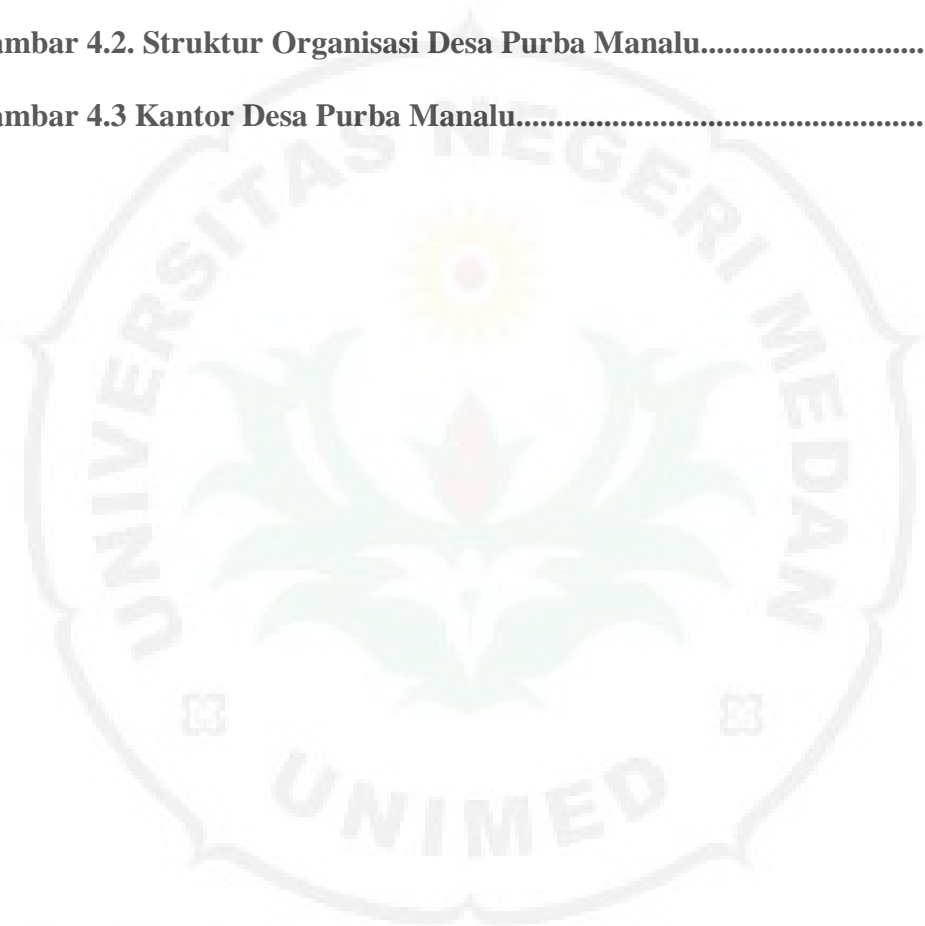 ambar 4.2. Struktur Organisasi Desa Purba Manalu............................
ambar 4.3 Kantor Desa Purba Manalu....................................................
UNIVERSITAS NEGERI MEDAN
UNIMED